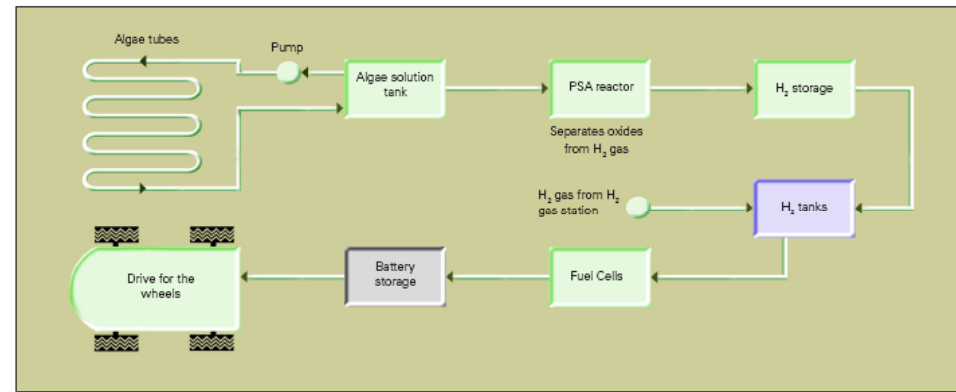 Algae tubes
Pump
Algae solution
tank
PSA reactor
H₂ storage
Separates oxides
from H₂ gas
H₂ gas from H₂
gas station
H₂ tanks
Drive for the
wheels
Battery
storage
Fuel Cells